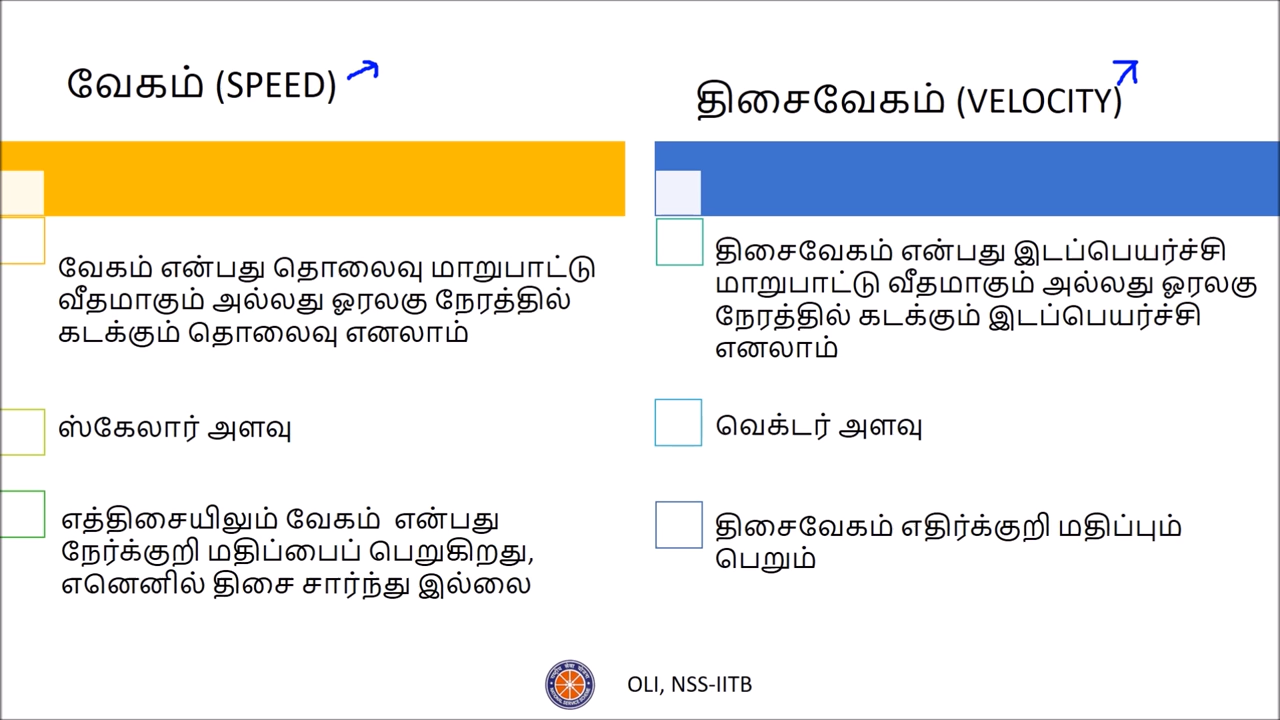 வேகம் (SPEED)
வேகம் என்பது தொலைவு மாறுபாட்டு
வீதமாகும் அல்லது ஓரலகு நேரத்தில்
கடக்கும் தொலைவு எனலாம்
ஸ்கேலார் அளவு
எத்திசையிலும் வேகம் என்பது
நேர்க்குறி மதிப்பைப் பெறுகிறது,
எனெனில் திசை சார்ந்து இல்லை
திசைவேகம் (VELOCITY)
திசைவேகம் என்பது இடப்பெயர்ச்சி
மாறுபாட்டு வீதமாகும் அல்லது ஓரலகு
நேரத்தில் கடக்கும் இடப்பெயர்ச்சி
எனலாம்
வெக்டர் அளவு
திசைவேகம் எதிர்க்குறி மதிப்பும்
பெறும்
OLI, NSS-IITB